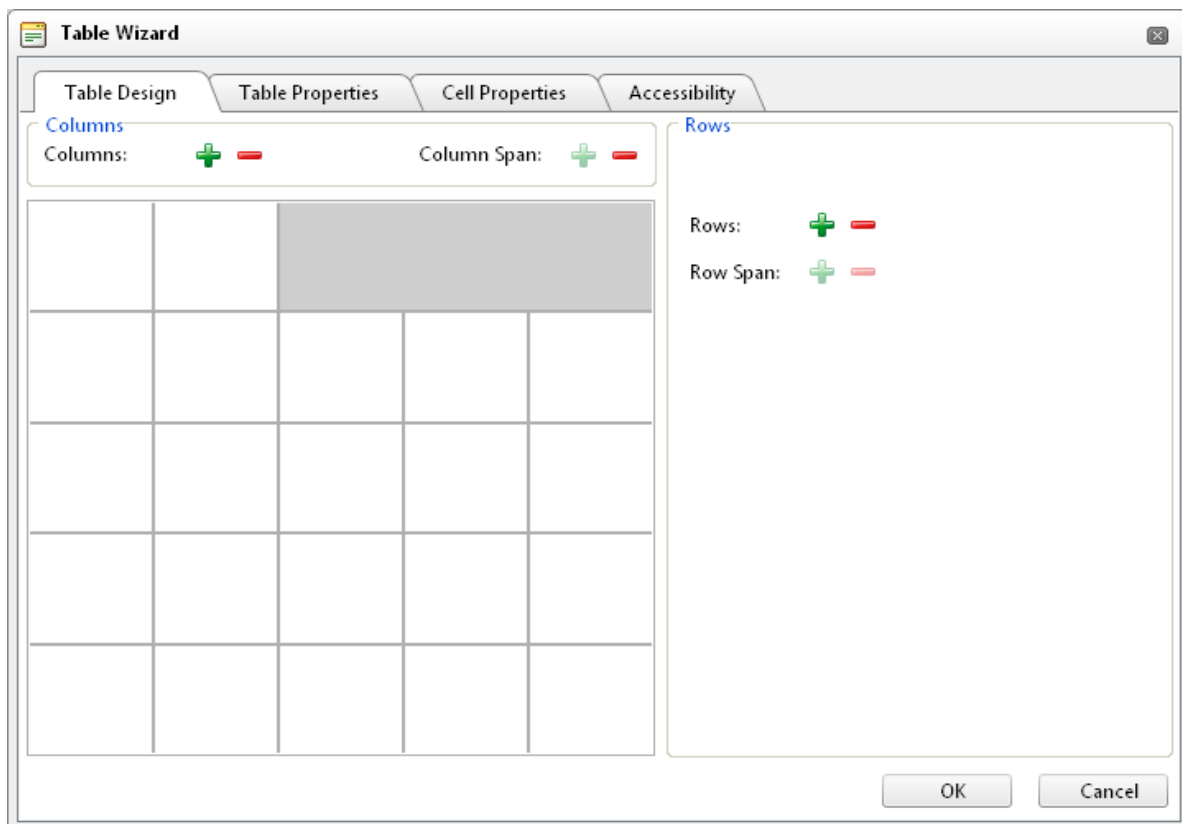 Table Wizard
Table Design Table Properties Cell Properties Accessibility
Columns
Columns: Column Span:
Rows
Rows:
Row Span:
OK Cancel